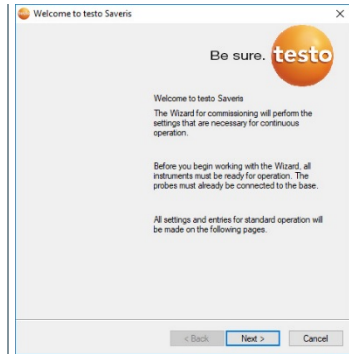 Welcome to testo Saveris
Be sure. testo
Welcome to testo Saveris
The Wizard for commissioning will perform the
settings that are necessary for continuous
operation.
Before you begin working with the Wizard, all
instruments must be ready for operation. The
probes must already be connected to the base.
All settings and entries for standard operation will
be made on the following pages.
< Back Next > Cancel